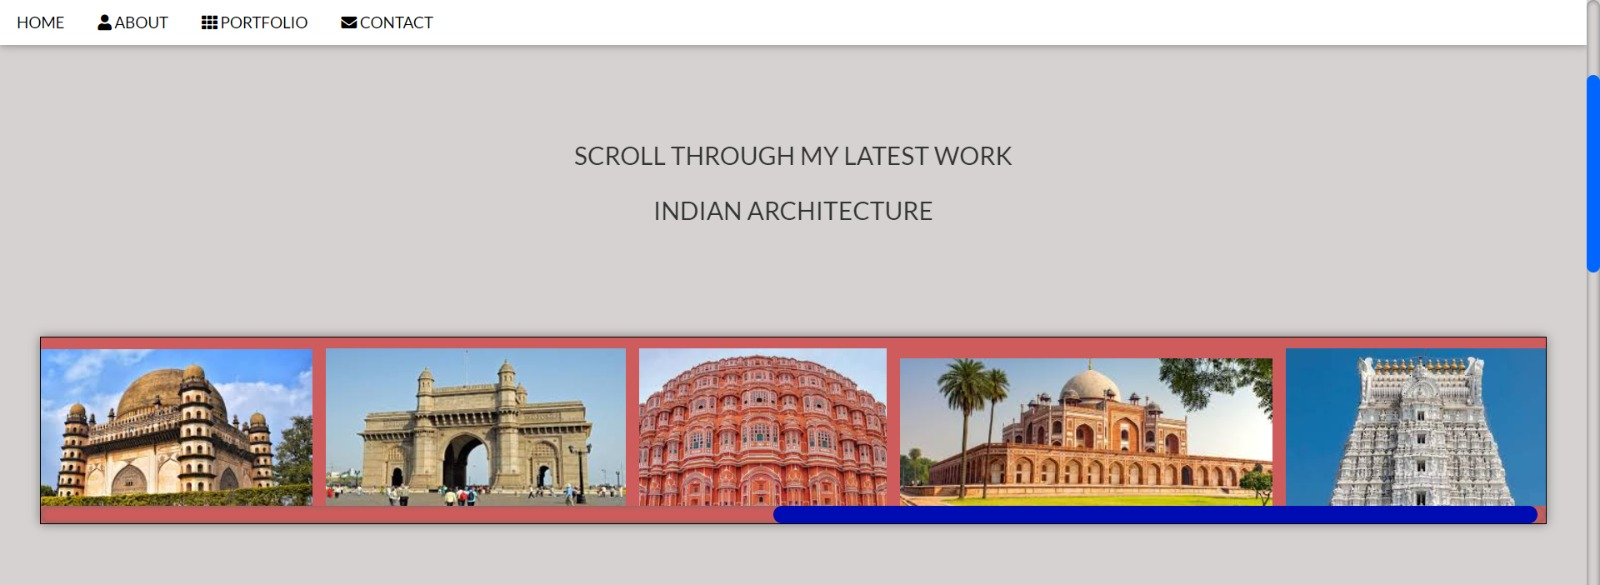 HOME ABOUT PORTFOLIO CONTACT
SCROLL THROUGH MY LATEST WORK
INDIAN ARCHITECTURE